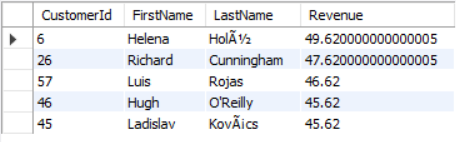 CustomerId FirstName LastName Revenue
6 Helena HolÃ½ 49.620000000000005
26 Richard Cunningham 47.620000000000005
57 Luis Rojas 46.62
46 Hugh O'Reilly 45.62
45 Ladislav KovÃ¡cs 45.62